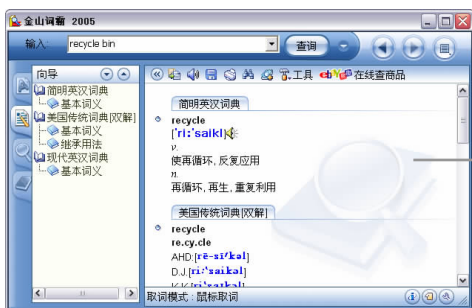 金山词霸 2005
输入: recycle bin 查询
向导
简明英汉词典
基本词义
美国传统词典[双解]
基本词义
继承用法
现代英汉词典
基本词义
工具 ebY 在线查商品
简明英汉词典
recycle
['ri:'saikl]
v.
使再循环, 反复应用
n.
再循环, 再生, 重复利用
美国传统词典[双解]
recycle
re.cy.cle
AHD:[rē-sī′kəl]
D.J.[riː'saikəl]
K.K.[ri'saikəl]
取词模式 : 鼠标取词